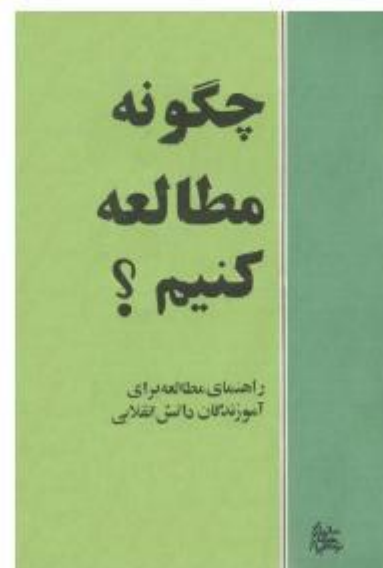 چگونه
مطالعه
کنیم ؟
راهنمای مطالعه برای
آموزندگان دانش انقلابی